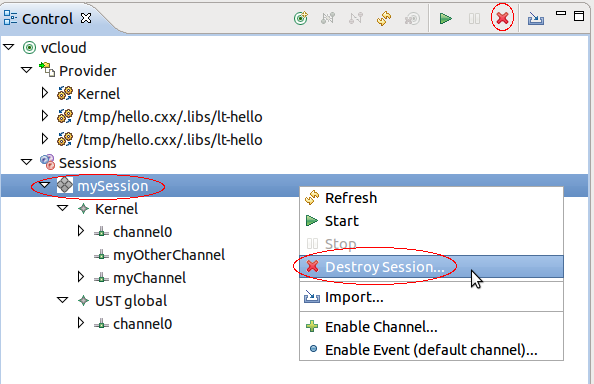 Control
vCloud
Provider
Kernel
/tmp/hello.cxx/.libs/lt-hello
/tmp/hello.cxx/.libs/lt-hello
Sessions
mySession
Kernel
channel0
myOtherChannel
myChannel
UST global
channel0
Refresh
Start
Stop
Destroy Session...
Import...
Enable Channel...
Enable Event (default channel)...